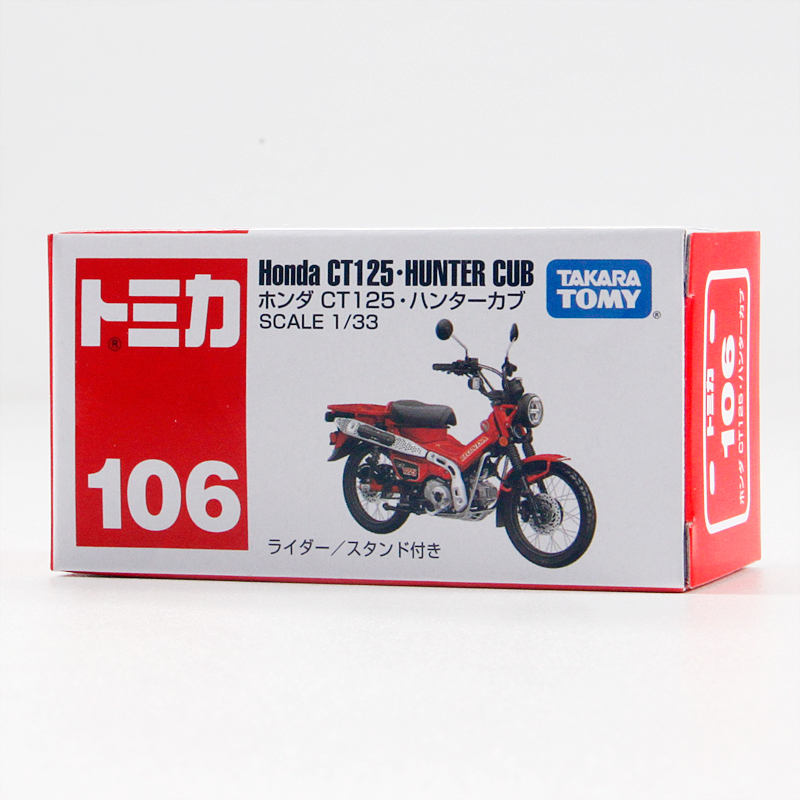 トミカ
®
106
Honda CT125・HUNTER CUB
ホンダ CT125・ハンターカブ
SCALE 1/33
TAKARA
TOMY
®
HONDA
ライダー／スタンド付き
トミカ
106
ホンダ CT125・ハンターカブ